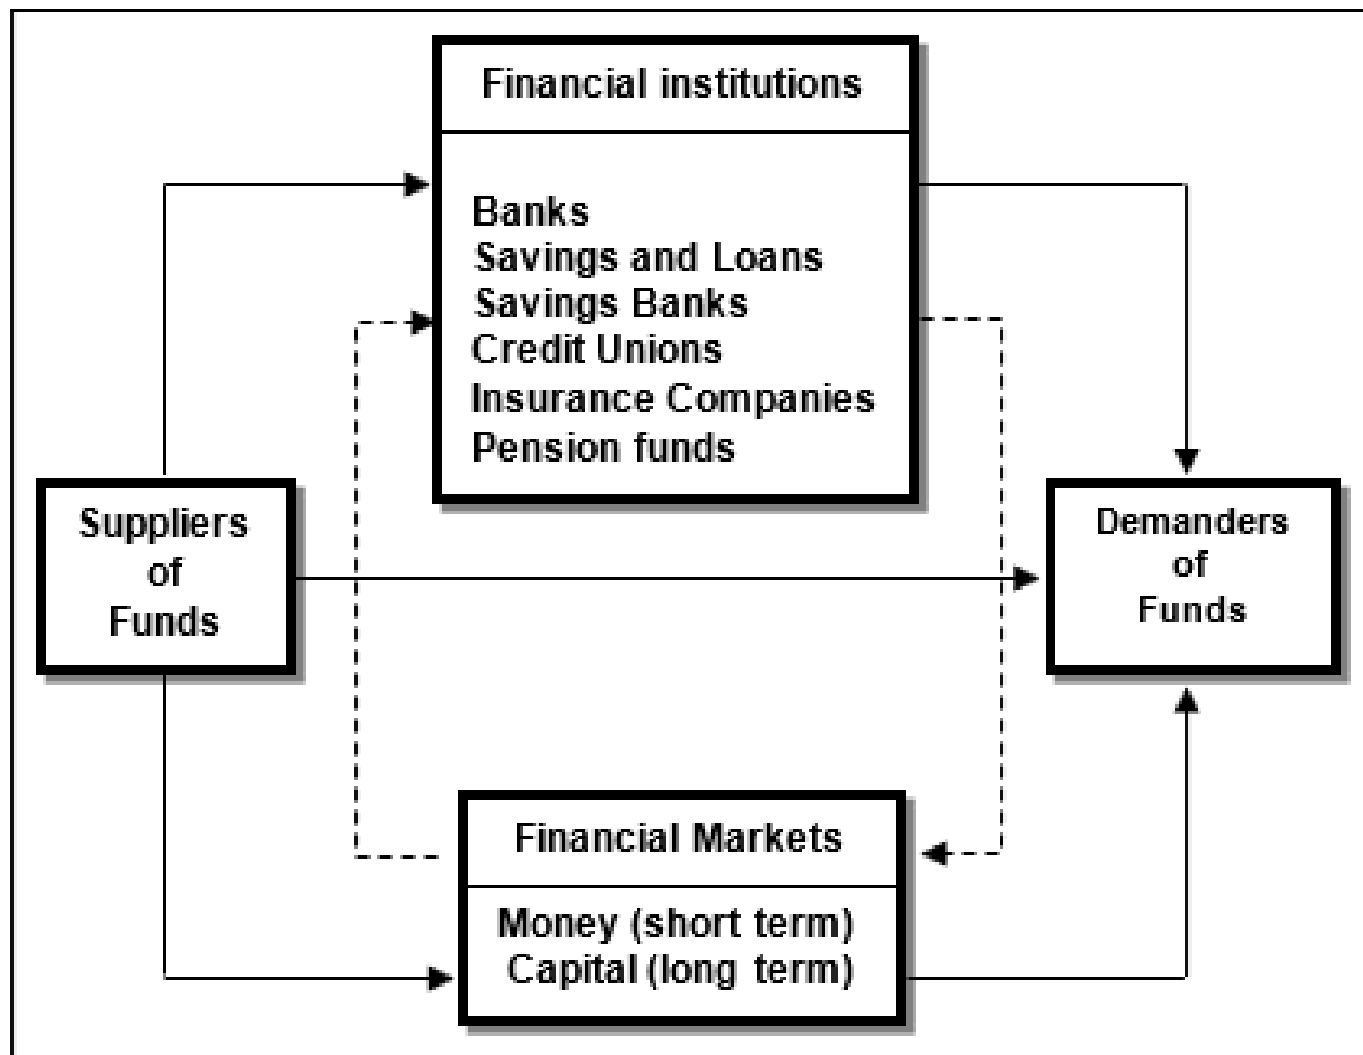 Financial institutions
Banks
Savings and Loans
Savings Banks
Credit Unions
Insurance Companies
Pension funds
Suppliers
of
Funds
Demanders
of
Funds
Financial Markets
Money (short term)
Capital (long term)